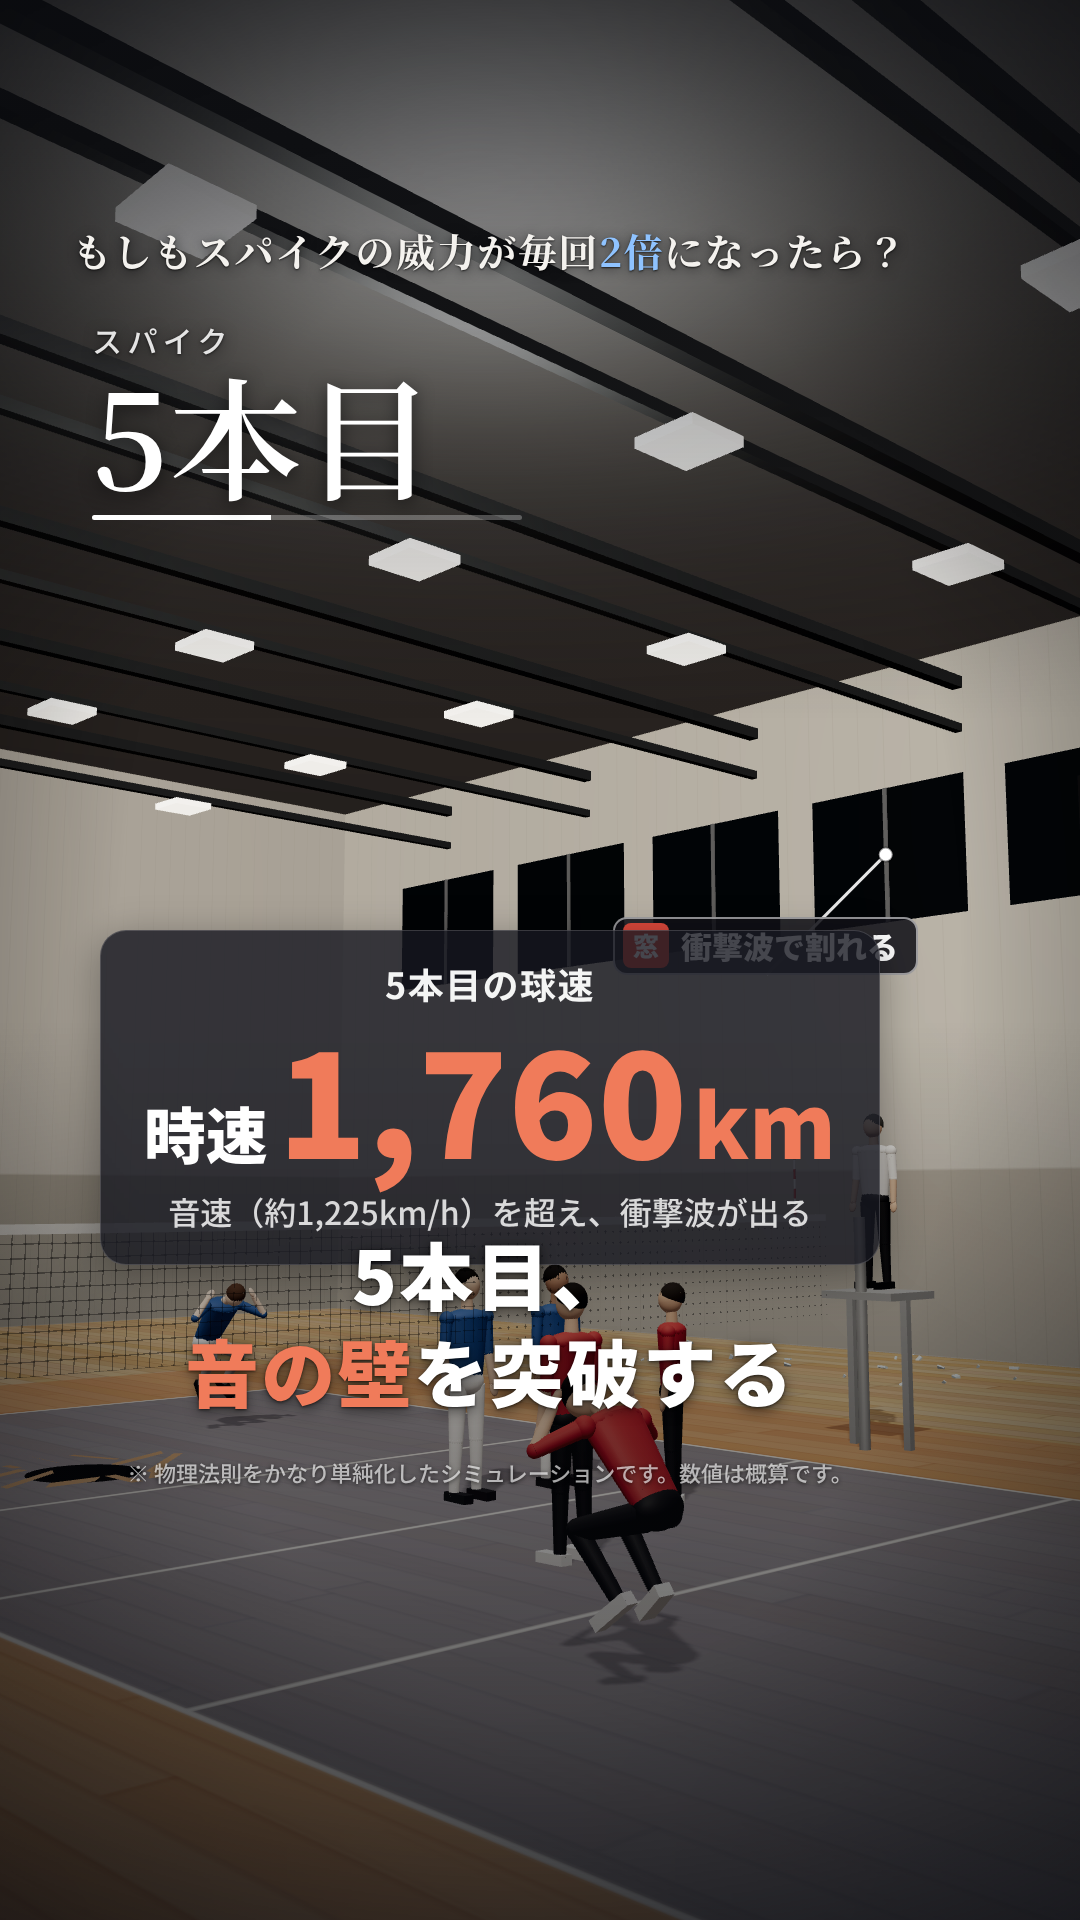 もしもスパイクの威力が毎回2倍になったら？
スパイク
5本目
窓 衝撃波で割れる
5本目の球速
時速1,760km
音速（約1,225km/h）を超え、衝撃波が出る
5本目、
音の壁を突破する
※ 物理法則をかなり単純化したシミュレーションです。数値は概算です。